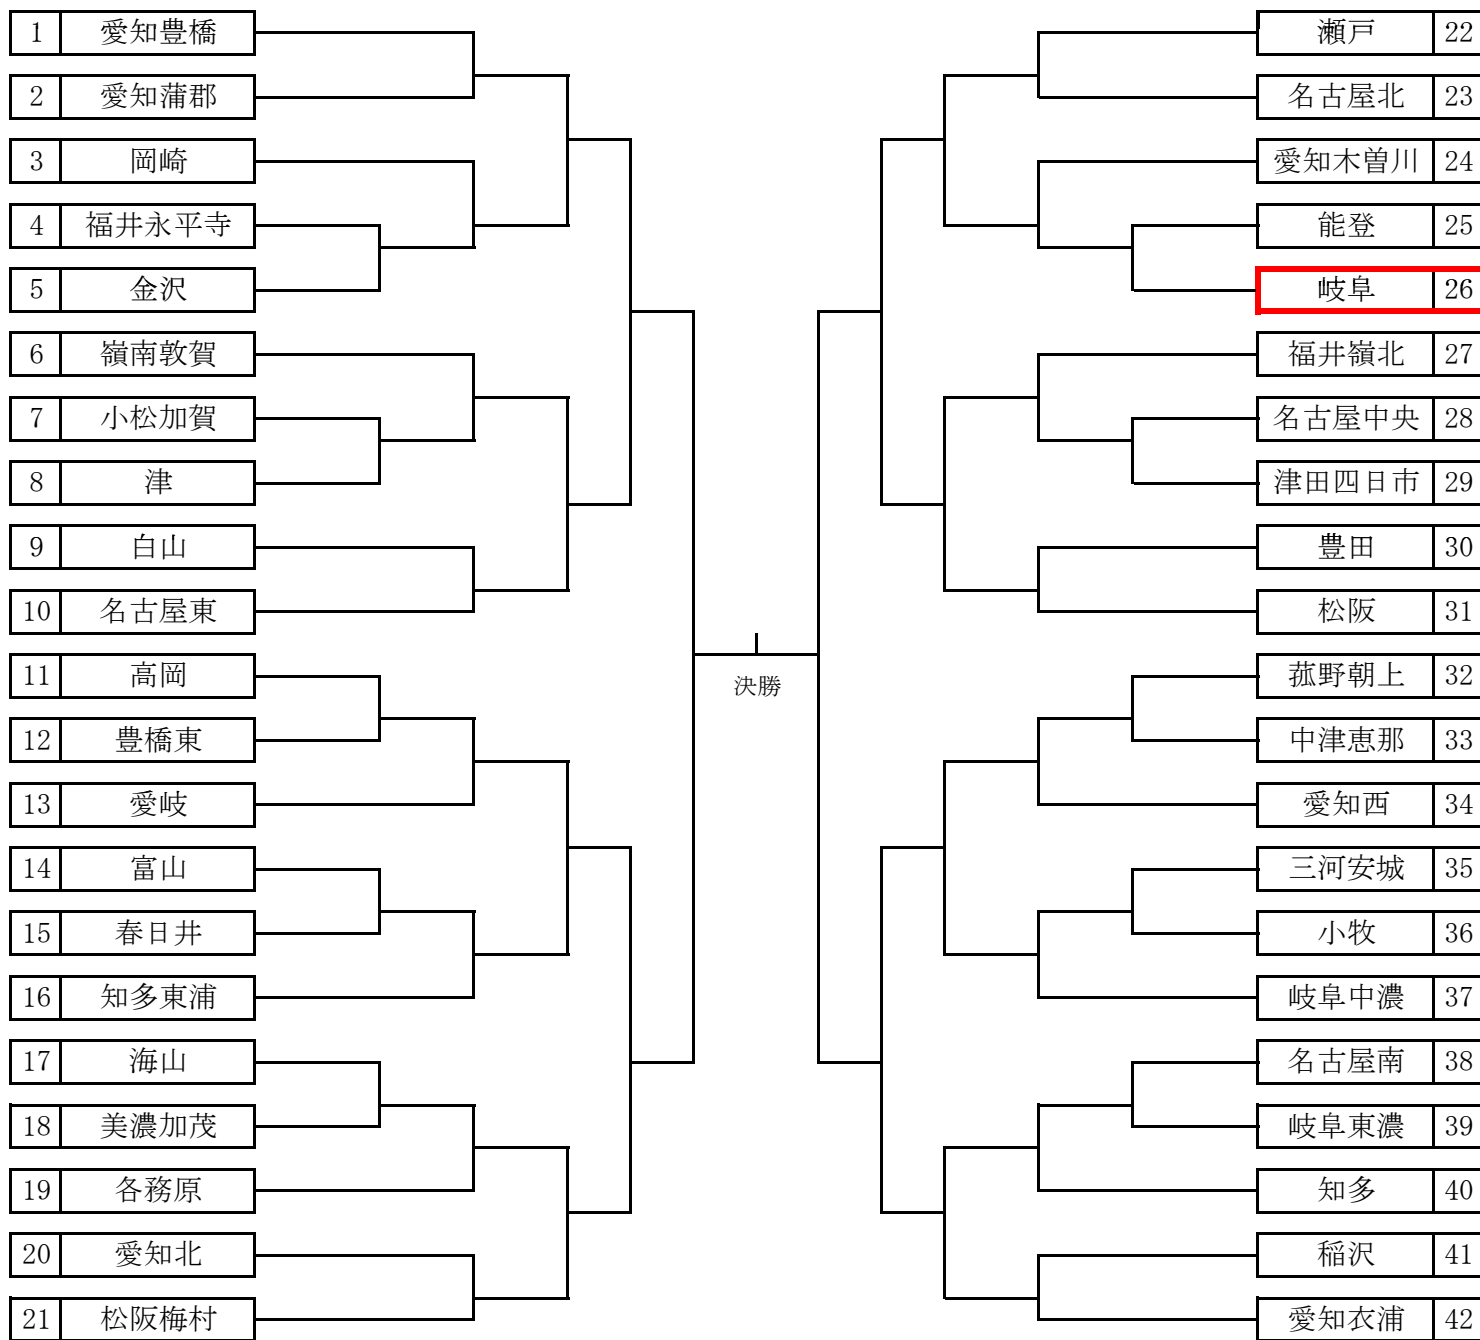 1 愛知豊橋
2 愛知蒲郡
3 岡崎
4 福井永平寺
5 金沢
6 嶺南敦賀
7 小松加賀
8 津
9 白山
10 名古屋東
11 高岡
12 豊橋東
13 愛岐
14 富山
15 春日井
16 知多東浦
17 海山
18 美濃加茂
19 各務原
20 愛知北
21 松阪梅村
決勝
瀬戸 22
名古屋北 23
愛知木曽川 24
能登 25
岐阜 26
福井嶺北 27
名古屋中央 28
津田四日市 29
豊田 30
松阪 31
菰野朝上 32
中津恵那 33
愛知西 34
三河安城 35
小牧 36
岐阜中濃 37
名古屋南 38
岐阜東濃 39
知多 40
稲沢 41
愛知衣浦 42